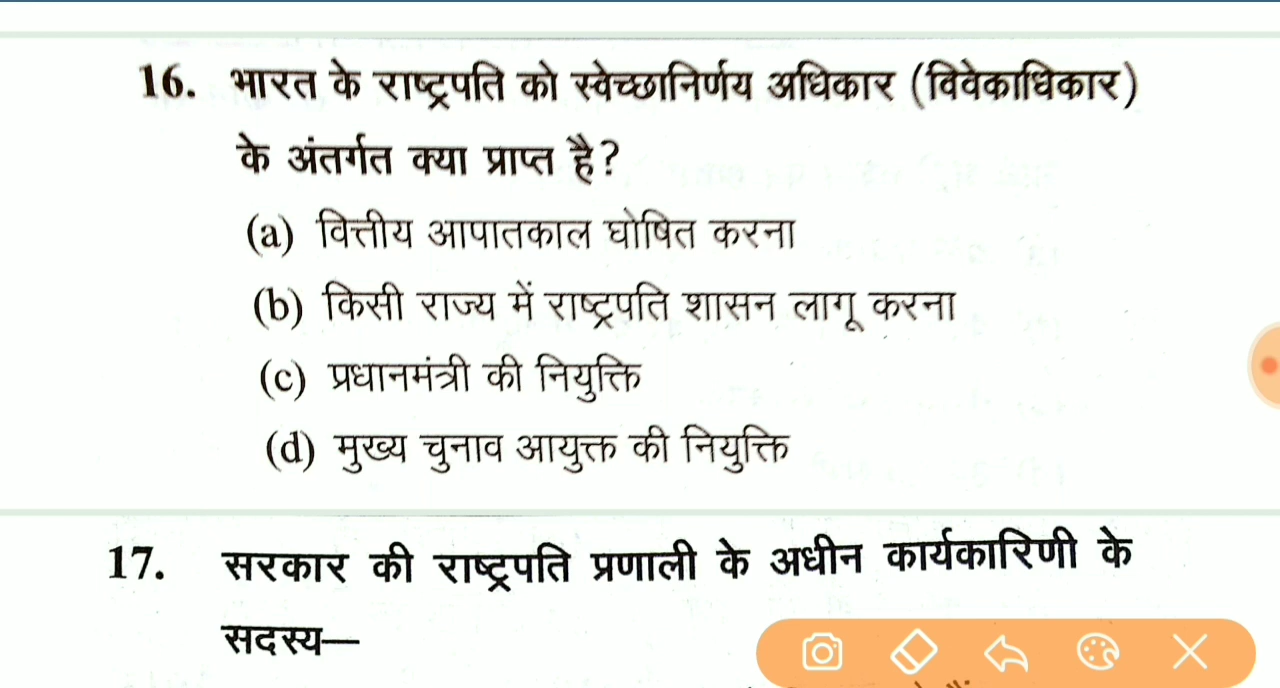 16. भारत के राष्ट्रपति को स्वेच्छानिर्णय अधिकार (विवेकाधिकार)
के अंतर्गत क्या प्राप्त है?
(a) वित्तीय आपातकाल घोषित करना
(b) किसी राज्य में राष्ट्रपति शासन लागू करना
(c) प्रधानमंत्री की नियुक्ति
(d) मुख्य चुनाव आयुक्त की नियुक्ति
17. सरकार की राष्ट्रपति प्रणाली के अधीन कार्यकारिणी के
सदस्य—